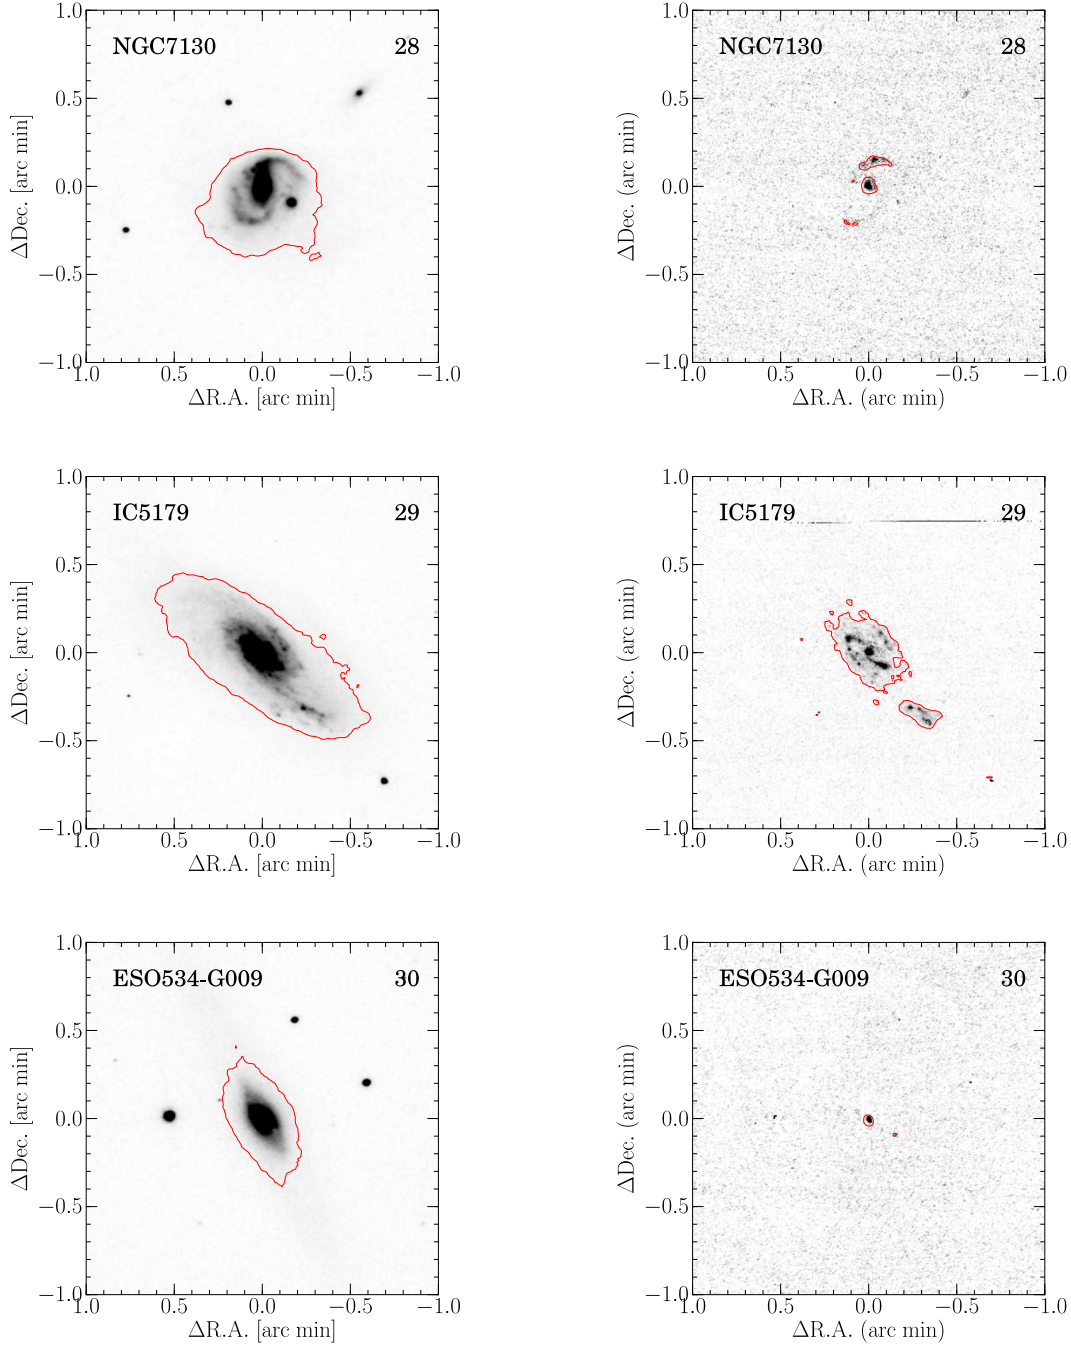 NGC7130 28
1.0
0.5
0.0
−0.5
−1.0
1.0 0.5 0.0 −0.5 −1.0
ΔR.A. [arc min]
ΔDec. [arc min]
NGC7130 28
1.0
0.5
0.0
−0.5
−1.0
1.0 0.5 0.0 −0.5 −1.0
ΔR.A. (arc min)
ΔDec. (arc min)
IC5179 29
1.0
0.5
0.0
−0.5
−1.0
1.0 0.5 0.0 −0.5 −1.0
ΔR.A. [arc min]
ΔDec. [arc min]
IC5179 29
1.0
0.5
0.0
−0.5
−1.0
1.0 0.5 0.0 −0.5 −1.0
ΔR.A. (arc min)
ΔDec. (arc min)
ESO534-G009 30
1.0
0.5
0.0
−0.5
−1.0
1.0 0.5 0.0 −0.5 −1.0
ΔR.A. [arc min]
ΔDec. [arc min]
ESO534-G009 30
1.0
0.5
0.0
−0.5
−1.0
1.0 0.5 0.0 −0.5 −1.0
ΔR.A. (arc min)
ΔDec. (arc min)